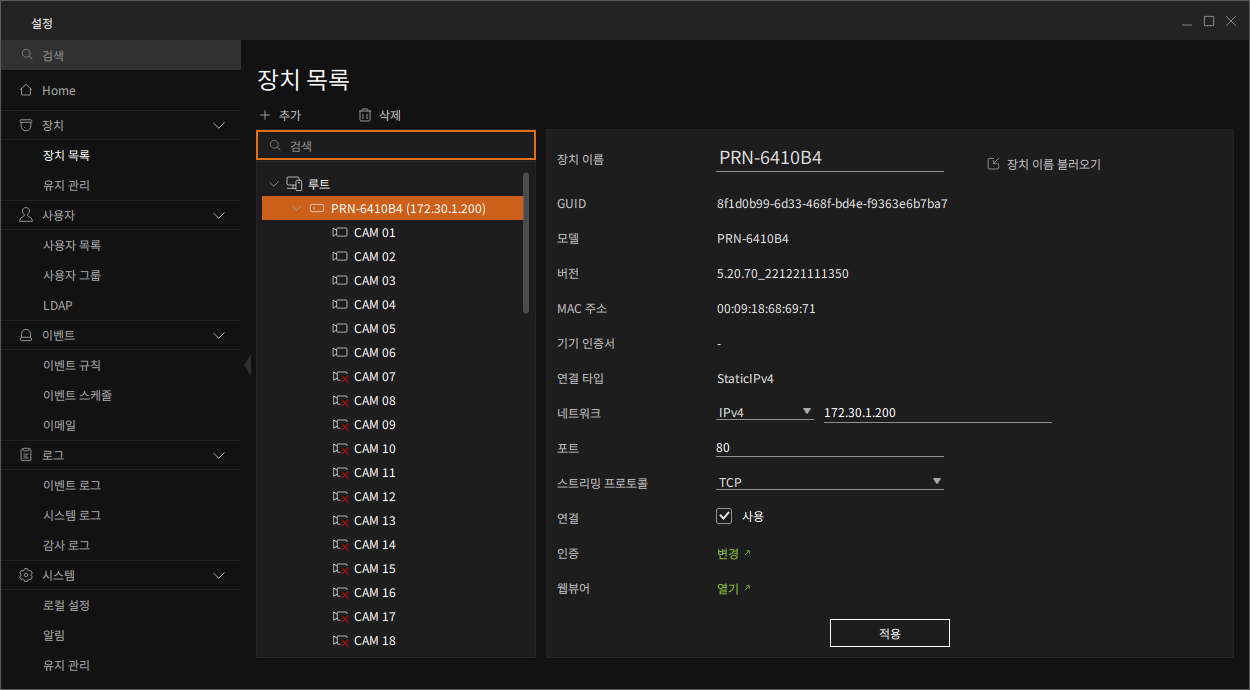 설정
검색
Home
장치
장치 목록
유지 관리
사용자
사용자 목록
사용자 그룹
LDAP
이벤트
이벤트 규칙
이벤트 스케줄
이메일
로그
이벤트 로그
시스템 로그
감사 로그
시스템
로컬 설정
알림
유지 관리
장치 목록
추가 삭제
검색
루트
PRN-6410B4 (172.30.1.200)
CAM 01
CAM 02
CAM 03
CAM 04
CAM 05
CAM 06
CAM 07
CAM 08
CAM 09
CAM 10
CAM 11
CAM 12
CAM 13
CAM 14
CAM 15
CAM 16
CAM 17
CAM 18
장치 이름 PRN-6410B4 장치 이름 불러오기
GUID 8f1d0b99-6d33-468f-bd4e-f9363e6b7ba7
모델 PRN-6410B4
버전 5.20.70_221221111350
MAC 주소 00:09:18:68:69:71
기기 인증서 -
연결 타입 StaticIPv4
네트워크 IPv4 172.30.1.200
포트 80
스트리밍 프로토콜 TCP
연결 사용
인증 변경
웹뷰어 열기
적용